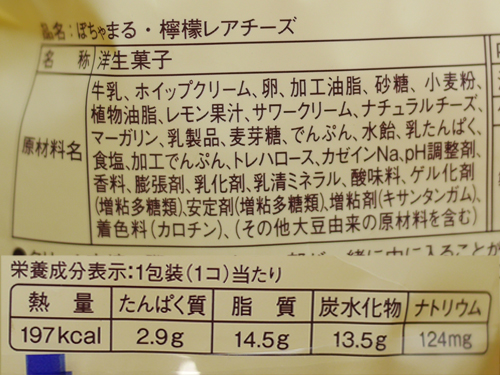 品名:ぽちゃまる・檸檬レアチーズ
名 称 洋生菓子
原材料名
牛乳、ホイップクリーム、卵、加工油脂、砂糖、小麦粉、
植物油脂、レモン果汁、サワークリーム、ナチュラルチーズ、
マーガリン、乳製品、麦芽糖、でんぷん、水飴、乳たんぱく、
食塩、加工でんぷん、トレハロース、カゼインNa、pH調整剤、
香料、膨張剤、乳化剤、乳清ミネラル、酸味料、ゲル化剤
(増粘多糖類)、安定剤(増粘多糖類)、増粘剤(キサンタンガム)、
着色料(カロチン)、(その他大豆由来の原材料を含む)
一緒に中に入ることが
栄養成分表示:1包装(1コ)当たり
熱 量 たんぱく質 脂 質 炭水化物 ナトリウム
197kcal 2.9g 14.5g 13.5g 124mg